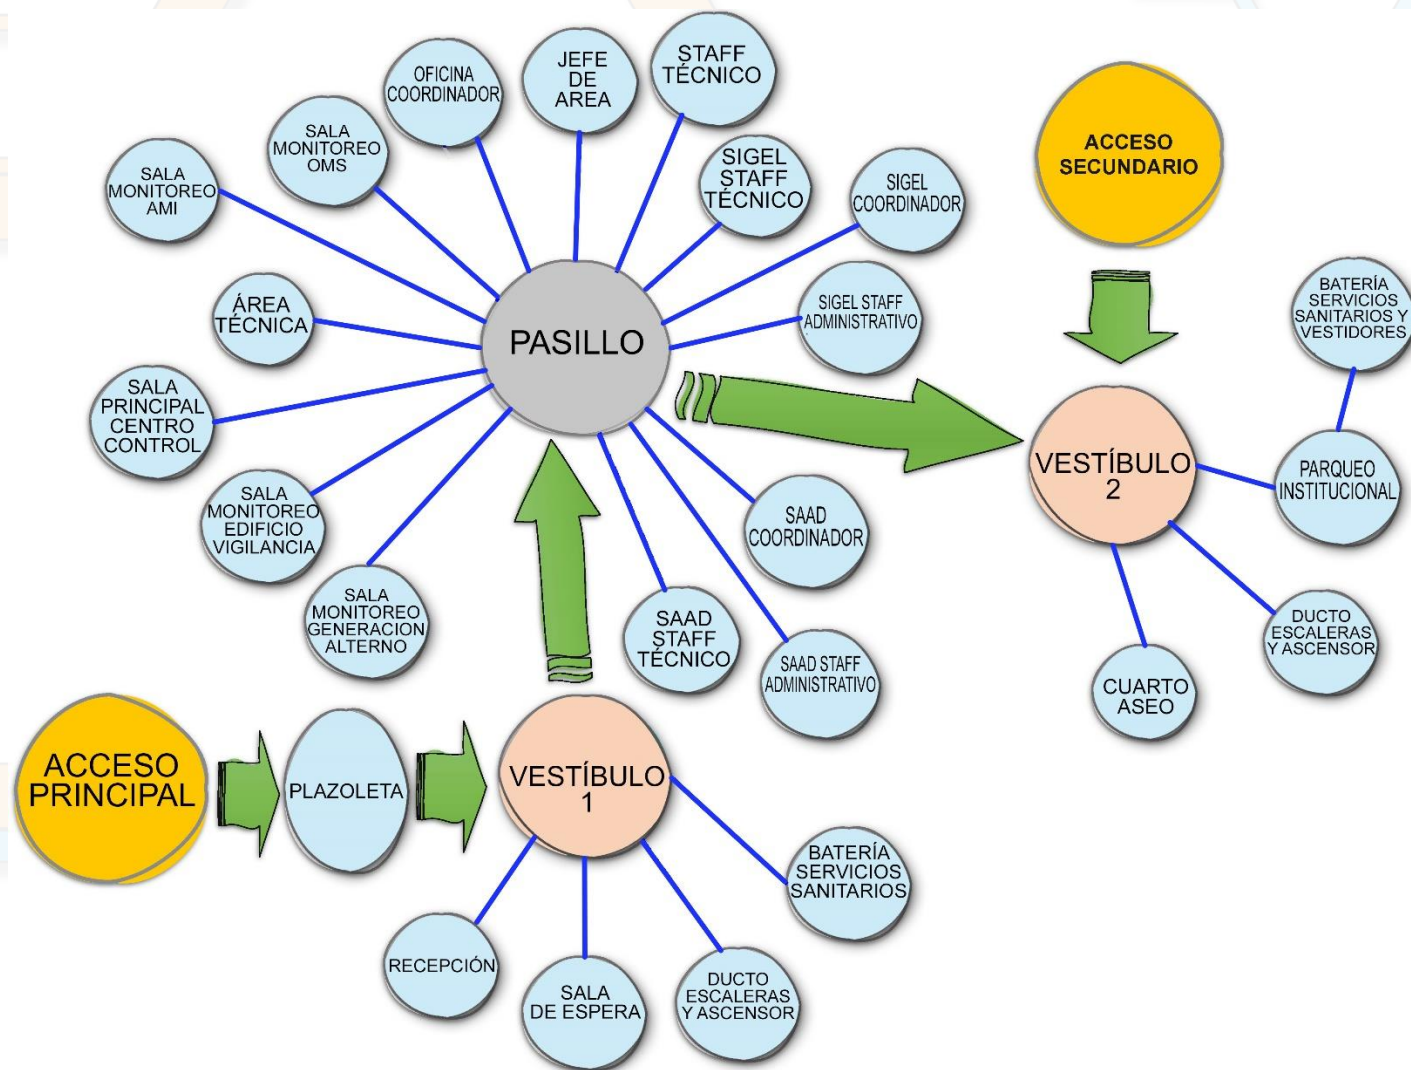 OFICINA
COORDINADOR
JEFE
DE
AREA
STAFF
TÉCNICO
SALA
MONITOREO
OMS
SIGEL
STAFF
TÉCNICO
SALA
MONITOREO
AMI
SIGEL
COORDINADOR
ACCESO
SECUNDARIO
ÁREA
TÉCNICA
PASILLO
SIGEL STAFF
ADMINISTRATIVO
BATERÍA
SERVICIOS
SANITARIOS Y
VESTIDORES
SALA
PRINCIPAL
CENTRO
CONTROL
VESTÍBULO
2
PARQUEO
INSTITUCIONAL
SALA
MONITOREO
EDIFICIO
VIGILANCIA
SAAD
COORDINADOR
SALA
MONITOREO
GENERACION
ALTERNO
SAAD
STAFF
TÉCNICO
SAAD STAFF
ADMINISTRATIVO
DUCTO
ESCALERAS
Y ASCENSOR
CUARTO
ASEO
ACCESO
PRINCIPAL
PLAZOLETA
VESTÍBULO
1
BATERÍA
SERVICIOS
SANITARIOS
RECEPCIÓN
SALA
DE ESPERA
DUCTO
ESCALERAS
Y ASCENSOR